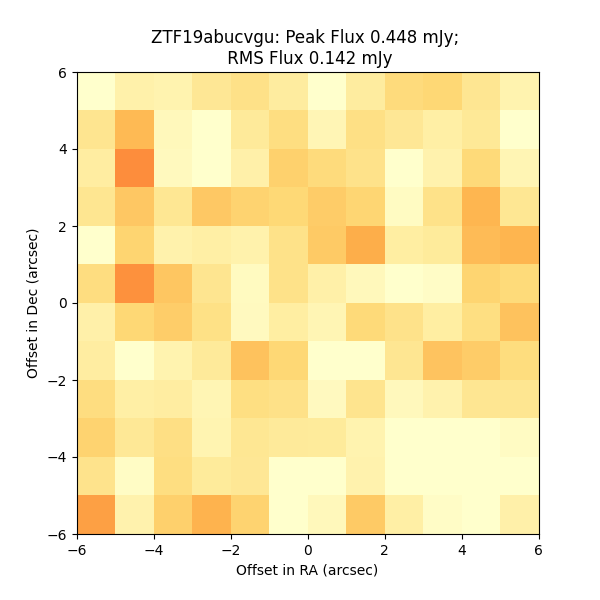 ZTF19abucvgu: Peak Flux 0.448 mJy;
RMS Flux 0.142 mJy
6
4
2
0
−2
−4
−6
Offset in Dec (arcsec)
−6 −4 −2 0 2 4 6
Offset in RA (arcsec)